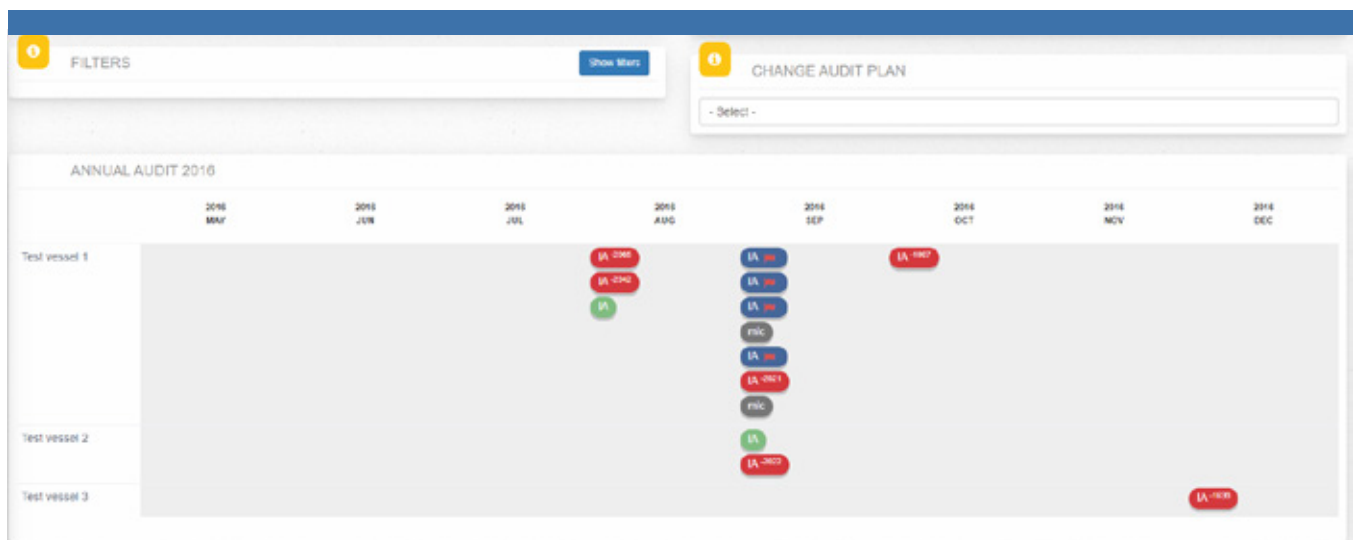 FILTERS
Show filters
CHANGE AUDIT PLAN
- Select -
ANNUAL AUDIT 2016
2016 2016 2016 2016 2016 2016 2016 2016
MAY JUN JUL AUG SEP OCT NOV DEC
Test vessel 1
IA IA IA
IA IA
IA IA
mic
IA
IA
mic
Test vessel 2
IA
IA
Test vessel 3
IA